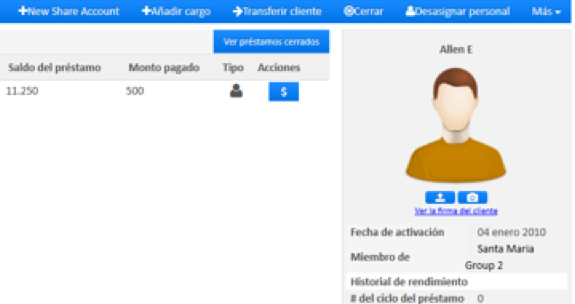 +New Share Account +Añadir cargo →Transferir cliente ⊗Cerrar Desasignar personal Más
Ver préstamos cerrados
Saldo del préstamo Monto pagado Tipo Acciones
11.250 500 $
Allen E
Ver la firma del cliente
Fecha de activación 04 enero 2010
Miembro de Santa Maria
Group 2
Historial de rendimiento
# del ciclo del préstamo 0